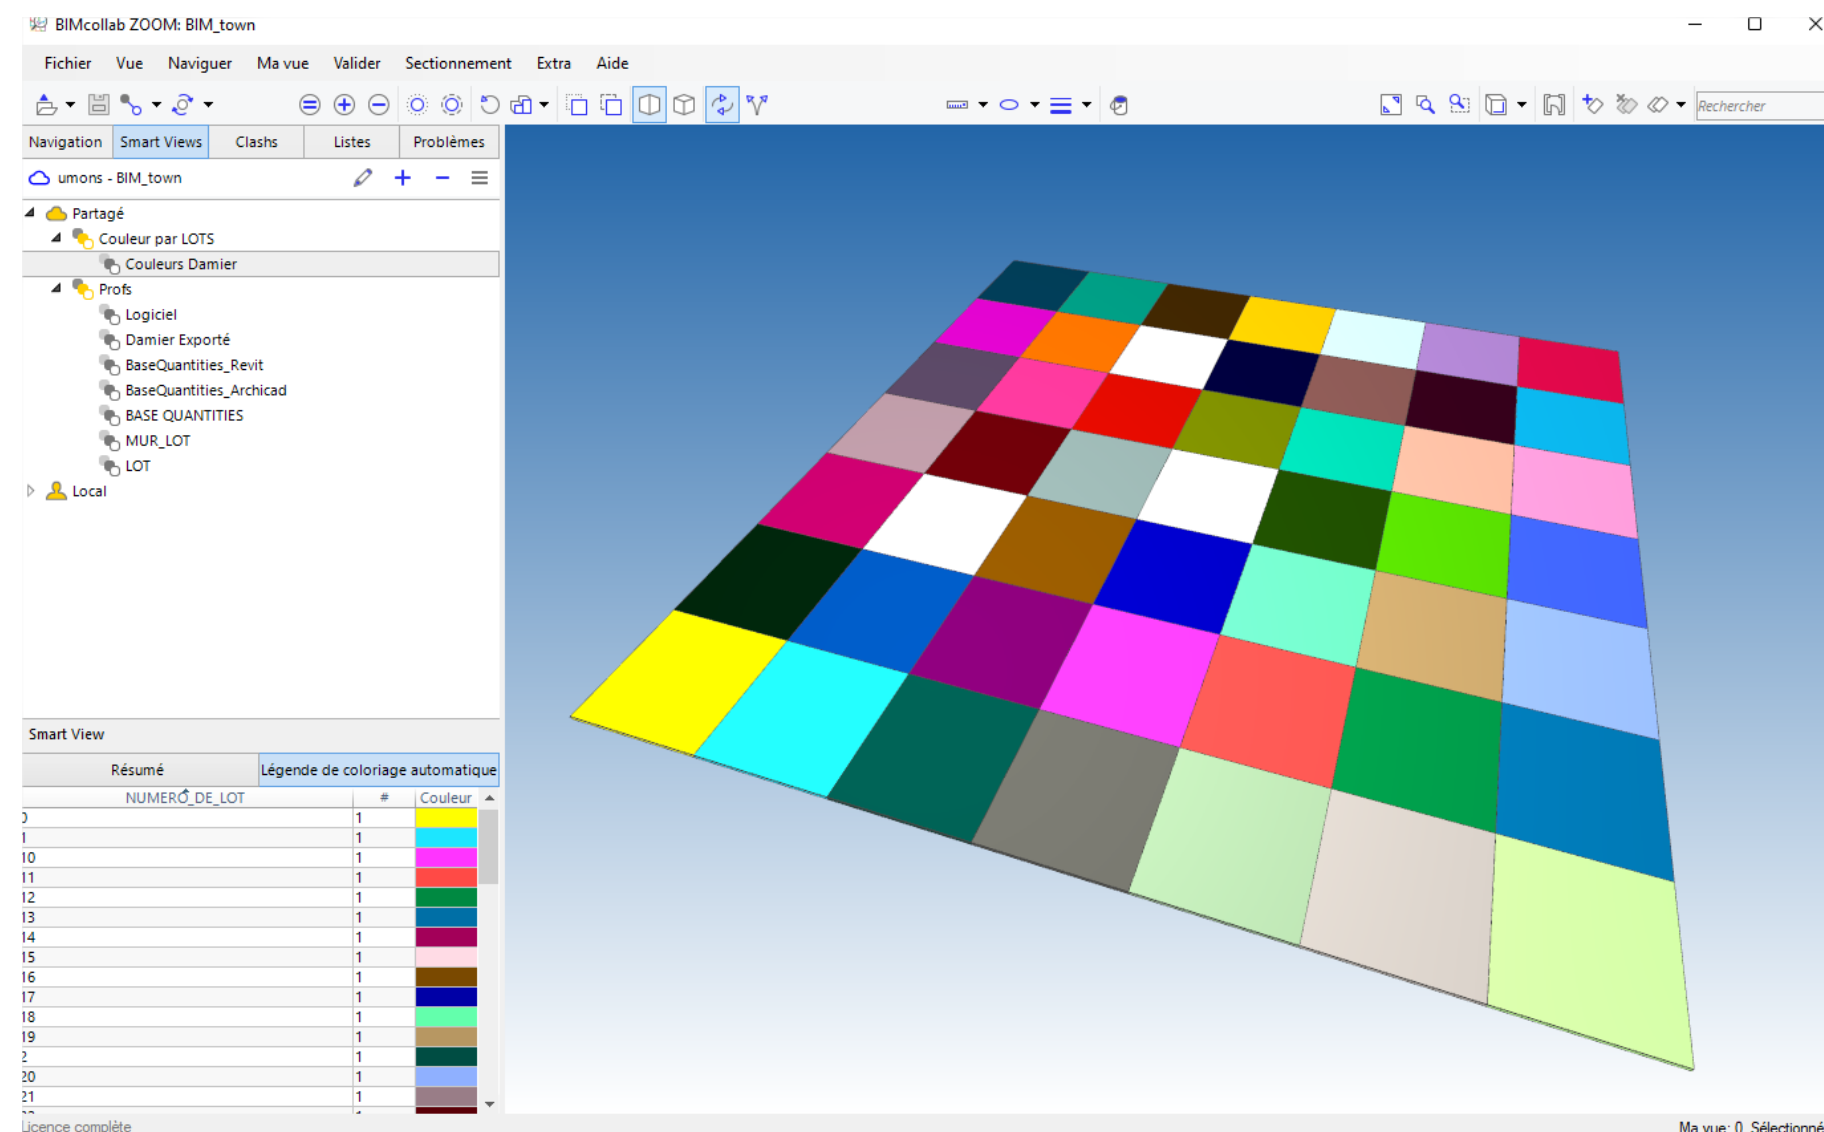 BIMcollab ZOOM: BIM_town
Fichier Vue Naviguer Ma vue Valider Sectionnement Extra Aide
Rechercher
Navigation Smart Views Clashs Listes Problèmes
umons - BIM_town
Partagé
Couleur par LOTS
Couleurs Damier
Profs
Logiciel
Damier Exporté
BaseQuantities_Revit
BaseQuantities_Archicad
BASE QUANTITIES
MUR_LOT
LOT
Local
Smart View
Résumé Légende de coloriage automatique
NUMERO_DE_LOT # Couleur
0 1
1 1
10 1
11 1
12 1
13 1
14 1
15 1
16 1
17 1
18 1
19 1
2 1
20 1
21 1
Licence complète
Ma vue: 0 Sélectionné